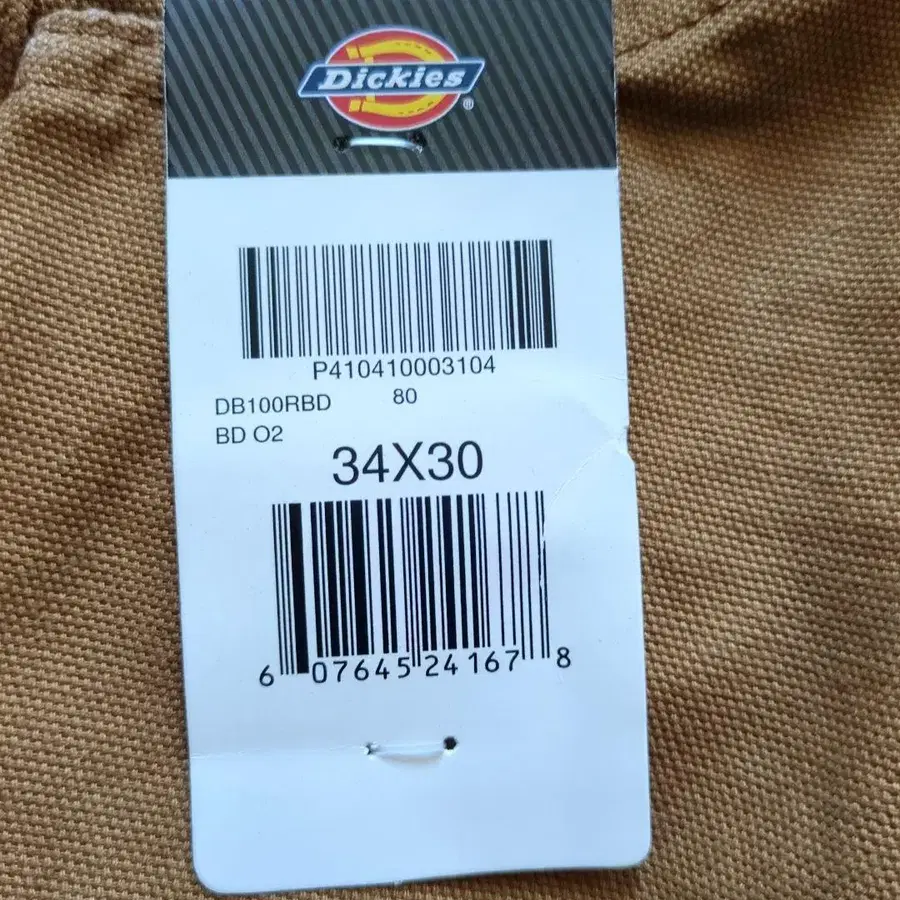 Dickies
®
P410410003104
DB100RBD 80
BD O2
34X30
6 07645 24167 8